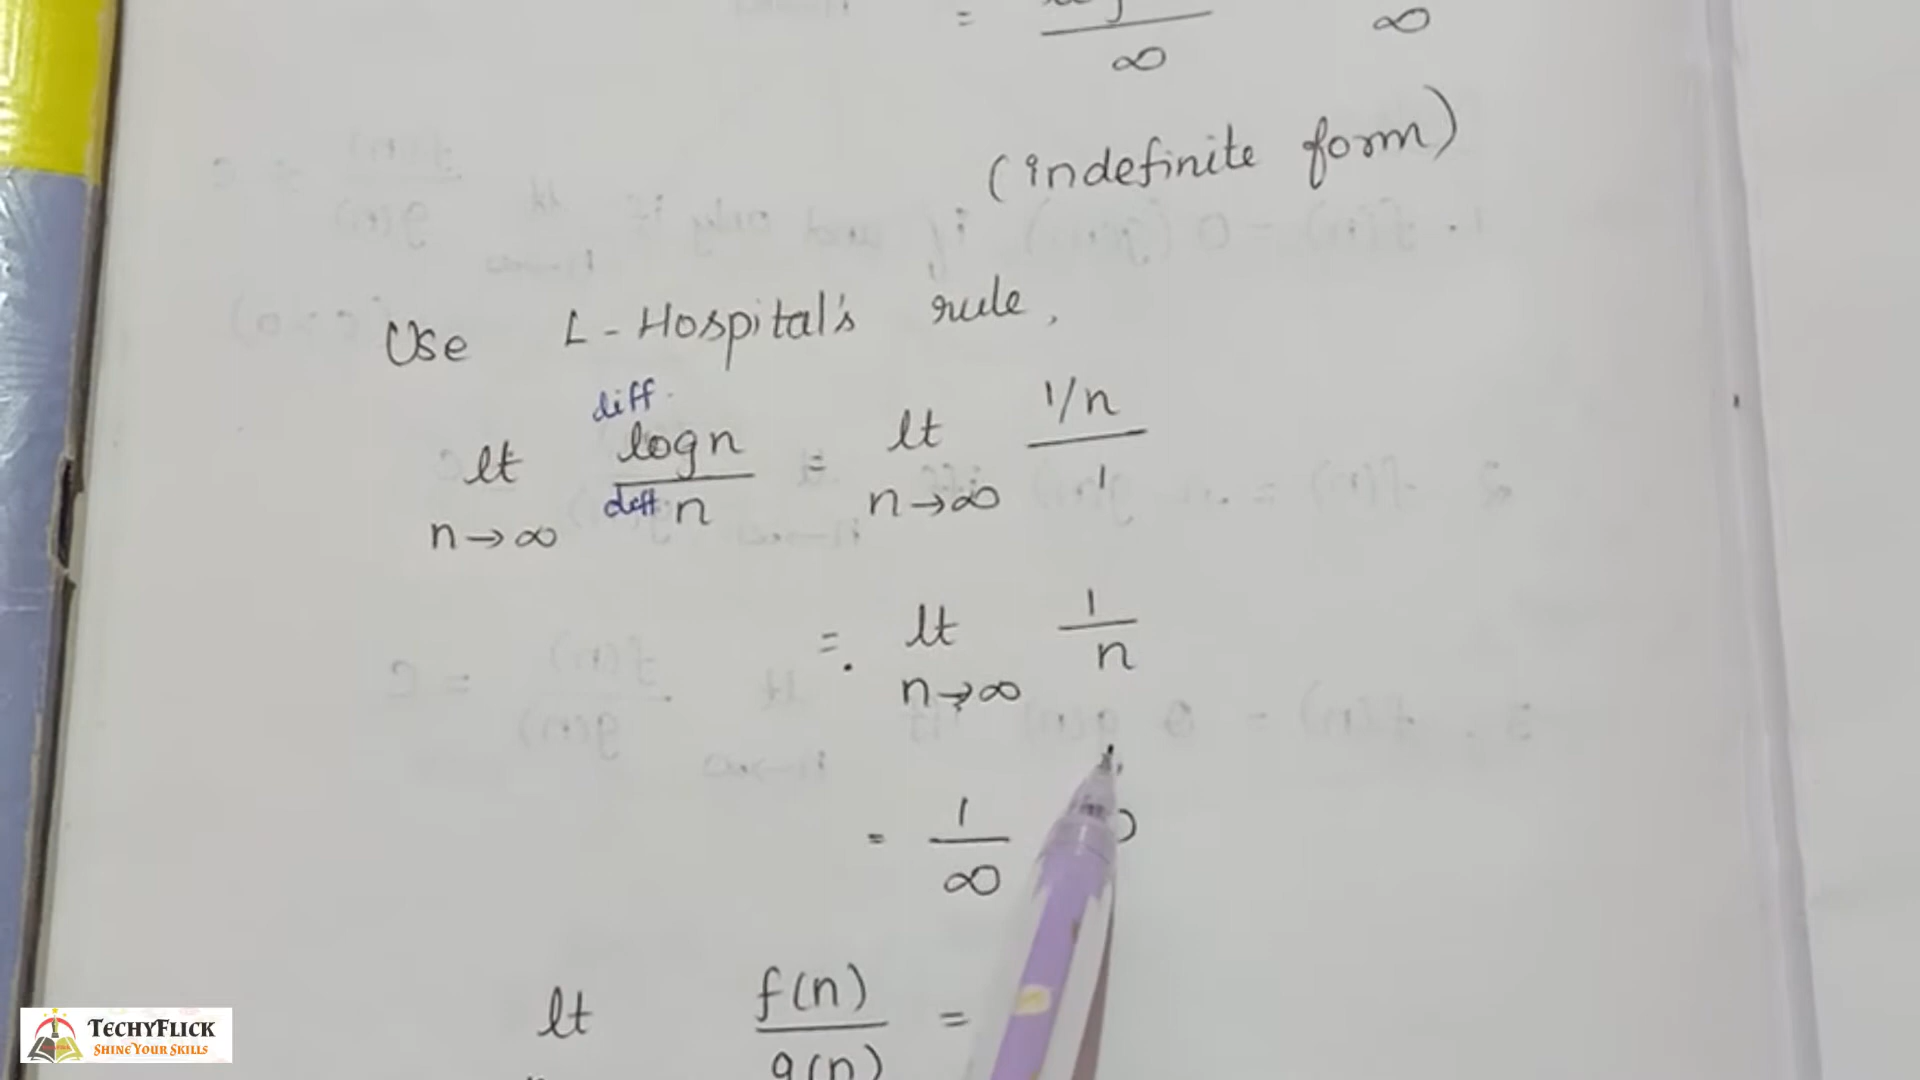 = ∞ ∞
(indefinite form)
Use L-Hospital's rule,
diff.
lt n→∞ log n / diff n = lt n→∞ 1/n / 1
= lt n→∞ 1/n
= 1/∞
lt f(n)/g(n) =
TECHYFLICK
SHINE YOUR SKILLS